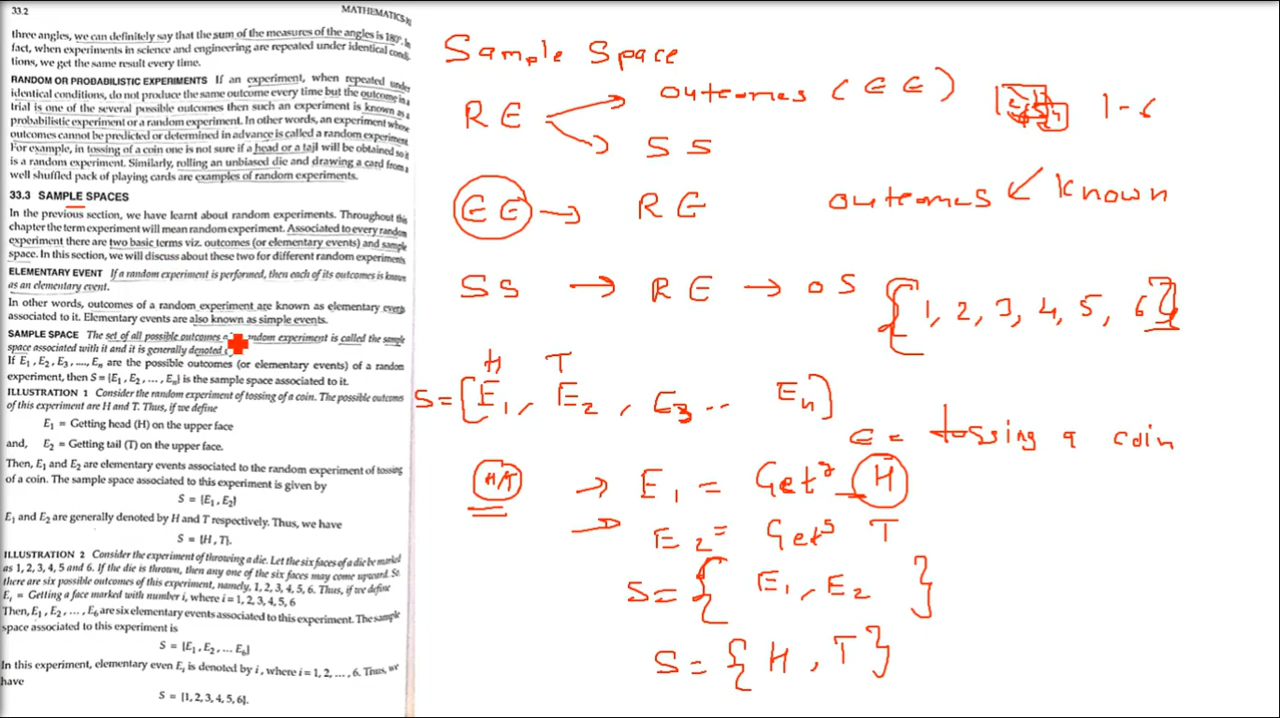 33.2
MATHEMATICS-XI
three angles, we can definitely say that the sum of the measures of the angles is 180°. In
fact, when experiments in science and engineering are repeated under identical condi-
tions, we get the same result every time.
RANDOM OR PROBABILISTIC EXPERIMENTS If an experiment, when repeated under
identical conditions, do not produce the same outcome every time but the outcome in a
trial is one of the several possible outcomes then such an experiment is known as a
probabilistic experiment or a random experiment. In other words, an experiment whose
outcomes cannot be predicted or determined in advance is called a random experiment.
For example, in tossing of a coin one is not sure if a head or a tail will be obtained so it
is a random experiment. Similarly, rolling an unbiased die and drawing a card from a
well shuffled pack of playing cards are examples of random experiments.
33.3 SAMPLE SPACES
In the previous section, we have learnt about random experiments. Throughout this
chapter the term experiment will mean random experiment. Associated to every random
experiment there are two basic terms viz. outcomes (or elementary events) and sample
space. In this section, we will discuss about these two for different random experiments.
ELEMENTARY EVENT If a random experiment is performed, then each of its outcomes is known
as an elementary event.
In other words, outcomes of a random experiment are known as elementary events
associated to it. Elementary events are also known as simple events.
SAMPLE SPACE The set of all possible outcomes random experiment is called the sample
space associated with it and it is generally denoted
If E1, E2, E3, ...., En are the possible outcomes (or elementary events) of a random
experiment, then S = {E1, E2, ..., En} is the sample space associated to it.
ILLUSTRATION 1 Consider the random experiment of tossing of a coin. The possible outcomes
of this experiment are H and T. Thus, if we define
E1 = Getting head (H) on the upper face
and, E2 = Getting tail (T) on the upper face.
Then, E1 and E2 are elementary events associated to the random experiment of tossing
of a coin. The sample space associated to this experiment is given by
S = {E1, E2}
E1 and E2 are generally denoted by H and T respectively. Thus, we have
S = {H, T}.
ILLUSTRATION 2 Consider the experiment of throwing a die. Let the six faces of a die be marked
as 1, 2, 3, 4, 5 and 6. If the die is thrown, then any one of the six faces may come upward. So
there are six possible outcomes of this experiment, namely, 1, 2, 3, 4, 5, 6. Thus, if we define
Ei = Getting a face marked with number i, where i = 1, 2, 3, 4, 5, 6
Then, E1, E2, ..., E6 are six elementary events associated to this experiment. The sample
space associated to this experiment is
S = {E1, E2, ... E6}
In this experiment, elementary even Ei is denoted by i, where i = 1, 2, ..., 6. Thus, we
have
S = {1, 2, 3, 4, 5, 6}.
Sample Space
RE → outcomes (EE) 1-6
→ SS
EE → RE outcomes ↙ known
SS → RE → OS {1, 2, 3, 4, 5, 6}
H T
S = [E1, E2, E3 .. En]
E = tossing a coin
→ E1 = Getg H
→ E2 = Getg T
S = { E1, E2 }
S = { H, T }